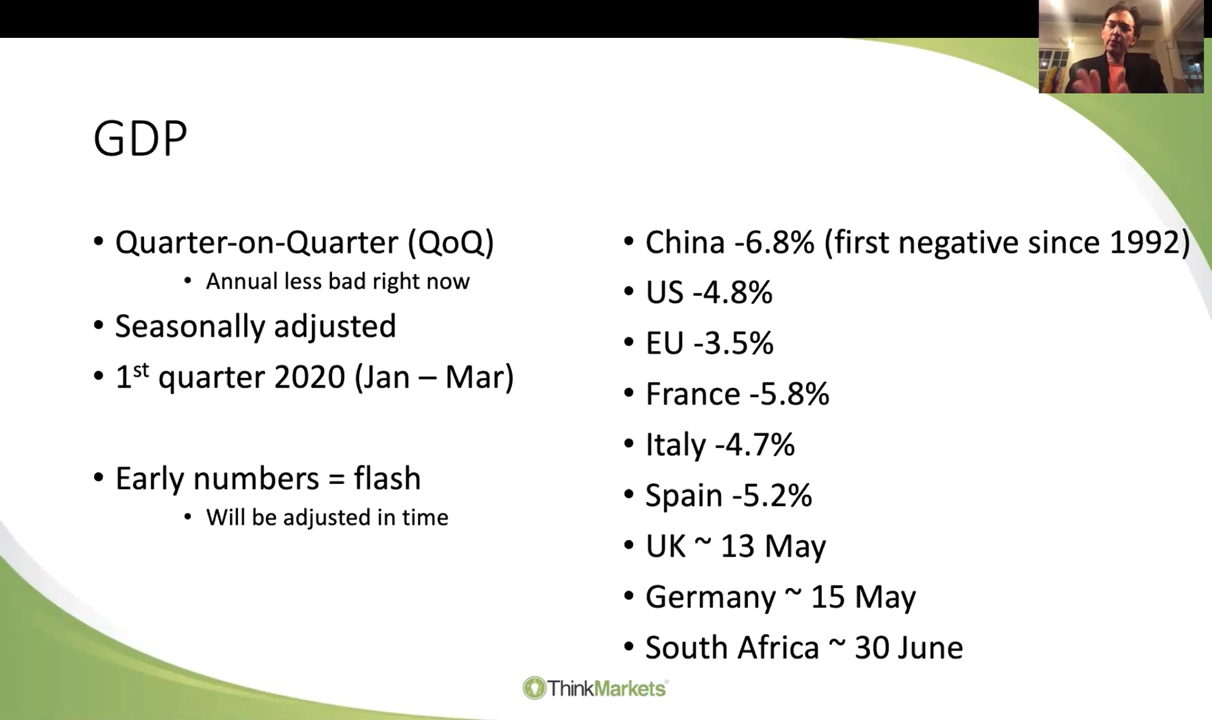 GDP
• Quarter-on-Quarter (QoQ)
• Annual less bad right now
• Seasonally adjusted
• 1st quarter 2020 (Jan – Mar)
• Early numbers = flash
• Will be adjusted in time
• China -6.8% (first negative since 1992)
• US -4.8%
• EU -3.5%
• France -5.8%
• Italy -4.7%
• Spain -5.2%
• UK ~ 13 May
• Germany ~ 15 May
• South Africa ~ 30 June
ThinkMarkets